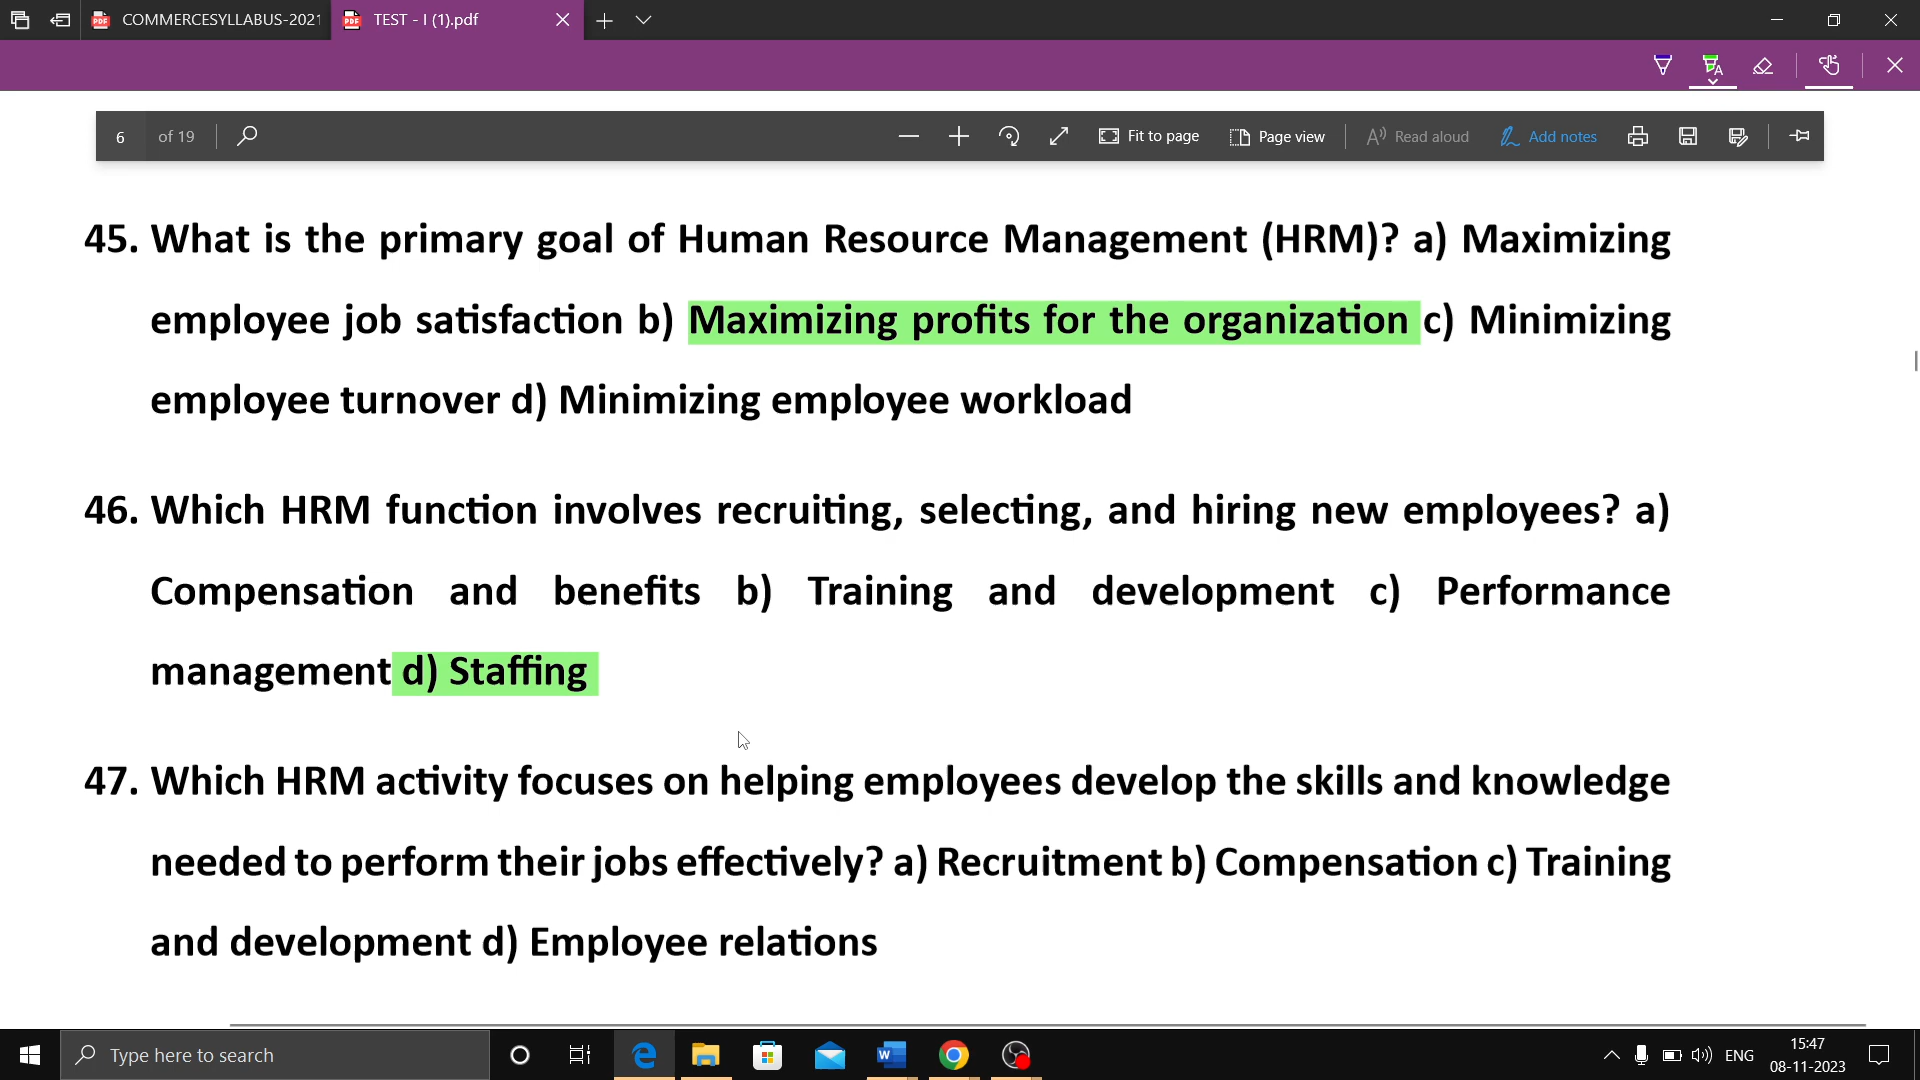 COMMERCESYLLABUS-2021
TEST - I (1).pdf
6 of 19
Fit to page
Page view
Read aloud
Add notes
45. What is the primary goal of Human Resource Management (HRM)? a) Maximizing
employee job satisfaction b) Maximizing profits for the organization c) Minimizing
employee turnover d) Minimizing employee workload
46. Which HRM function involves recruiting, selecting, and hiring new employees? a)
Compensation and benefits b) Training and development c) Performance
management d) Staffing
47. Which HRM activity focuses on helping employees develop the skills and knowledge
needed to perform their jobs effectively? a) Recruitment b) Compensation c) Training
and development d) Employee relations
Type here to search
ENG
15:47
08-11-2023